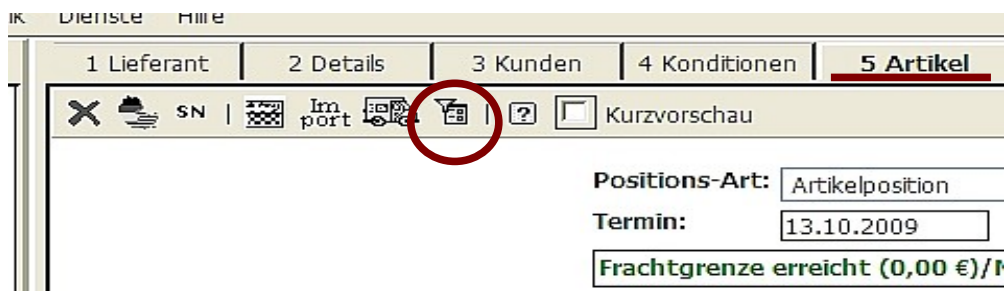 Dienste Hilfe
1 Lieferant 2 Details 3 Kunden 4 Konditionen 5 Artikel
SN | Im port | ? Kurzvorschau
Positions-Art: Artikelposition
Termin: 13.10.2009
Frachtgrenze erreicht (0,00 €)/